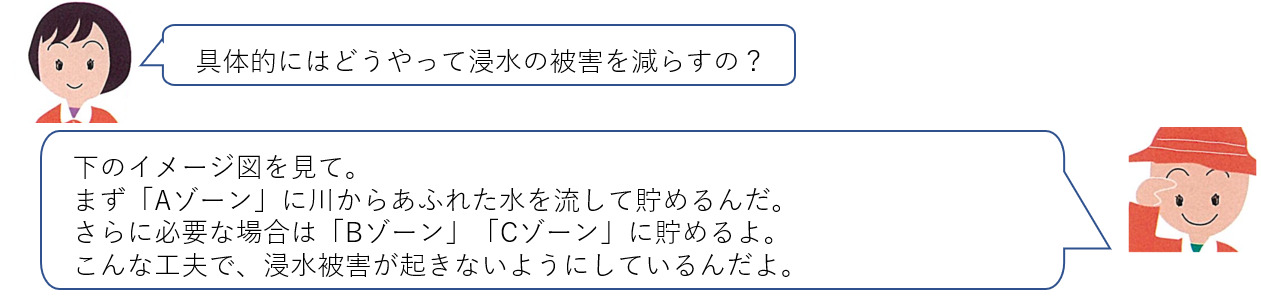 具体的にはどうやって浸水の被害を減らすの？
下のイメージ図を見て。
まず「Aゾーン」に川からあふれた水を流して貯めるんだ。
さらに必要な場合は「Bゾーン」「Cゾーン」に貯めるよ。
こんな工夫で、浸水被害が起きないようにしているんだよ。